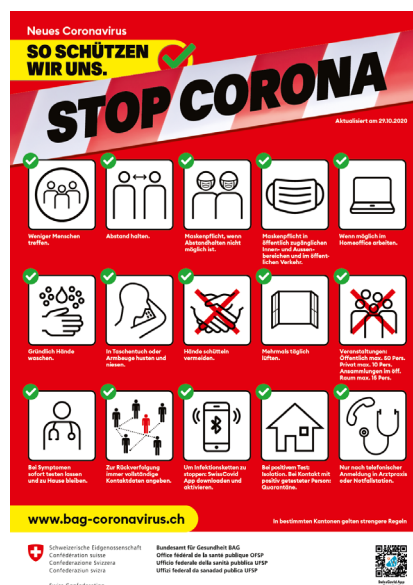 Neues Coronavirus
SO SCHÜTZEN
WIR UNS.
STOP CORONA
Aktualisiert am 29.10.2020
Weniger Menschen
treffen.
Abstand halten.
Maskenpflicht, wenn
Abstandhalten nicht
möglich ist.
Maskenpflicht in
öffentlich zugänglichen
Innen- und Aussen-
bereichen und im öffent-
lichen Verkehr.
Wenn möglich im
Homeoffice arbeiten.
Gründlich Hände
waschen.
In Taschentuch oder
Armbeuge husten und
niesen.
Hände schütteln
vermeiden.
Mehrmals täglich
lüften.
Veranstaltungen:
Öffentlich max. 50 Pers.
Privat max. 10 Pers.
Ansammlungen im öff.
Raum max. 15 Pers.
Bei Symptomen
sofort testen lassen
und zu Hause bleiben.
Zur Rückverfolgung
immer vollständige
Kontaktdaten angeben.
Um Infektionsketten zu
stoppen: SwissCovid
App downloaden und
aktivieren.
Bei positivem Test:
Isolation. Bei Kontakt mit
positiv getesteter Person:
Quarantäne.
Nur nach telefonischer
Anmeldung in Arztpraxis
oder Notfallstation.
www.bag-coronavirus.ch
In bestimmten Kantonen gelten strengere Regeln
Schweizerische Eidgenossenschaft
Confédération suisse
Confederazione Svizzera
Confederaziun svizra
Bundesamt für Gesundheit BAG
Office fédéral de la santé publique OFSP
Ufficio federale della sanità pubblica UFSP
Uffizi federal da sanadad publica UFSP
SwissCovid App